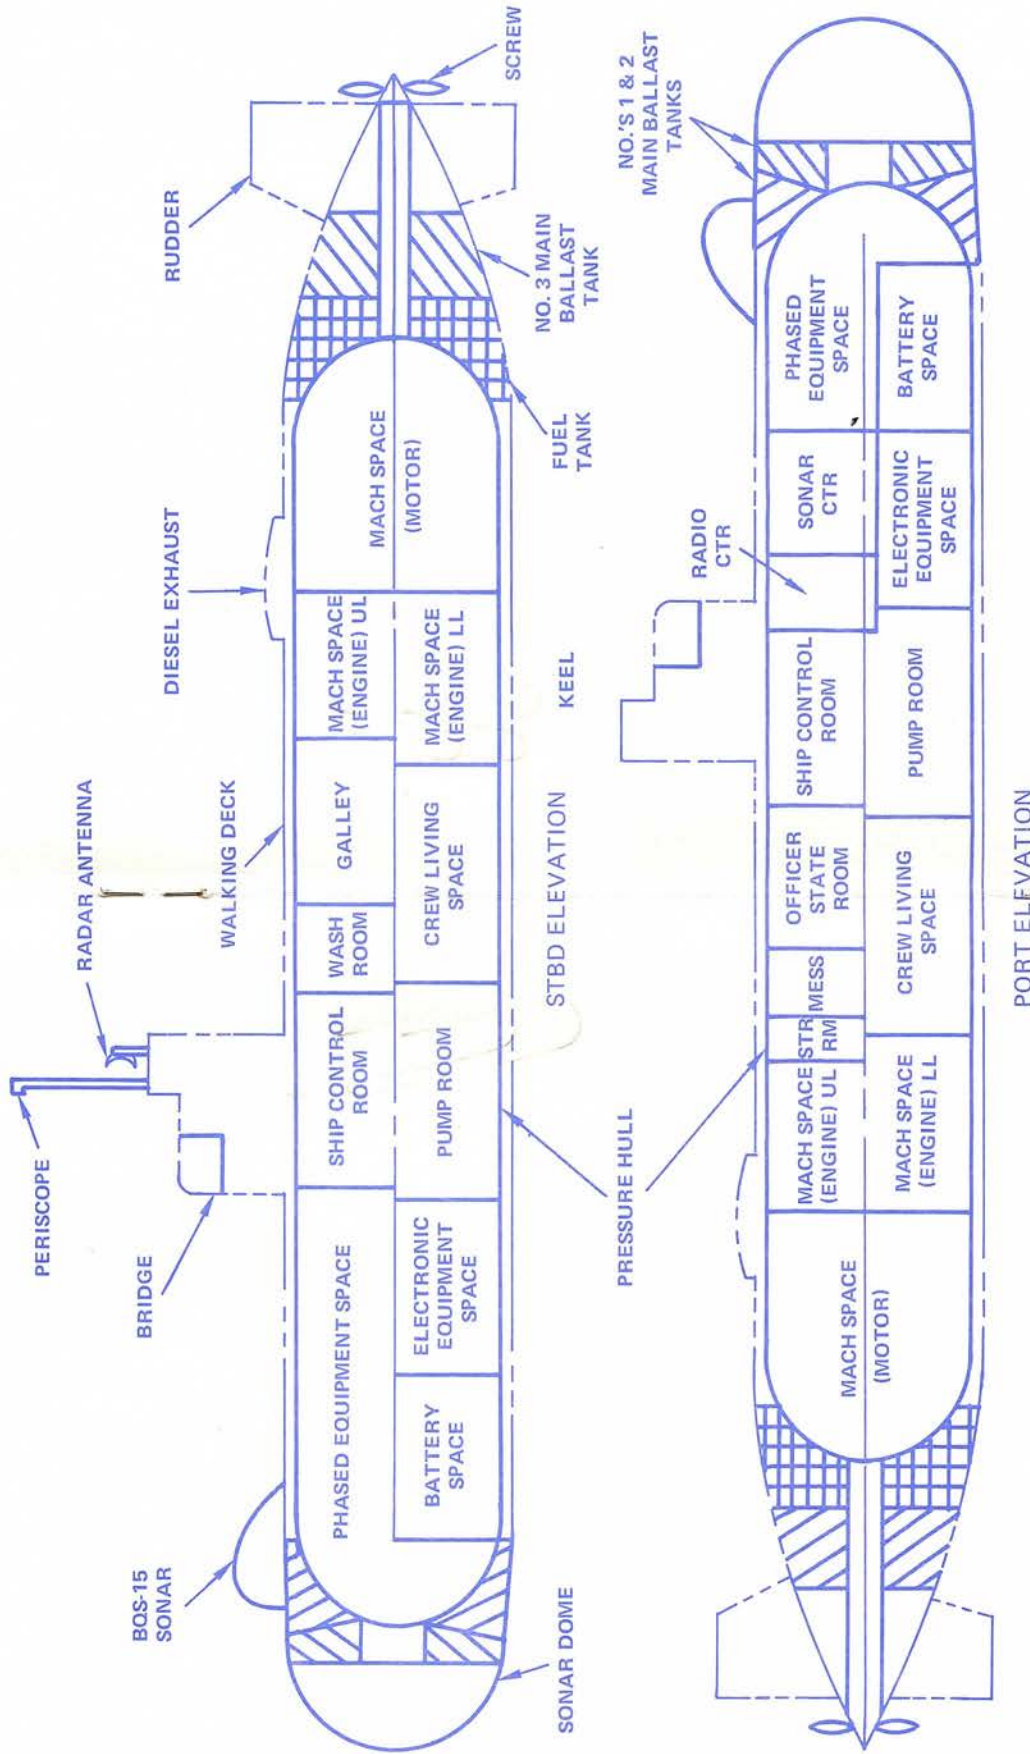 PERISCOPE
RADAR ANTENNA
BRIDGE
WALKING DECK
DIESEL EXHAUST
RUDDER
BQS-15
SONAR
SCREW
PHASED EQUIPMENT SPACE
SHIP CONTROL
ROOM
WASH
ROOM
GALLEY
MACH SPACE
(ENGINE) UL
MACH SPACE
(MOTOR)
BATTERY
SPACE
ELECTRONIC
EQUIPMENT
SPACE
PUMP ROOM
CREW LIVING
SPACE
MACH SPACE
(ENGINE) LL
SONAR DOME
FUEL
TANK
NO. 3 MAIN
BALLAST
TANK
KEEL
STBD ELEVATION
PRESSURE HULL
RADIO
CTR
NO.'S 1 & 2
MAIN BALLAST
TANKS
MACH SPACE
(MOTOR)
MACH SPACE
(ENGINE) UL
STR
RM
MESS
OFFICER
STATE
ROOM
SHIP CONTROL
ROOM
SONAR
CTR
PHASED
EQUIPMENT
SPACE
MACH SPACE
(ENGINE) LL
CREW LIVING
SPACE
PUMP ROOM
ELECTRONIC
EQUIPMENT
SPACE
BATTERY
SPACE
PORT ELEVATION